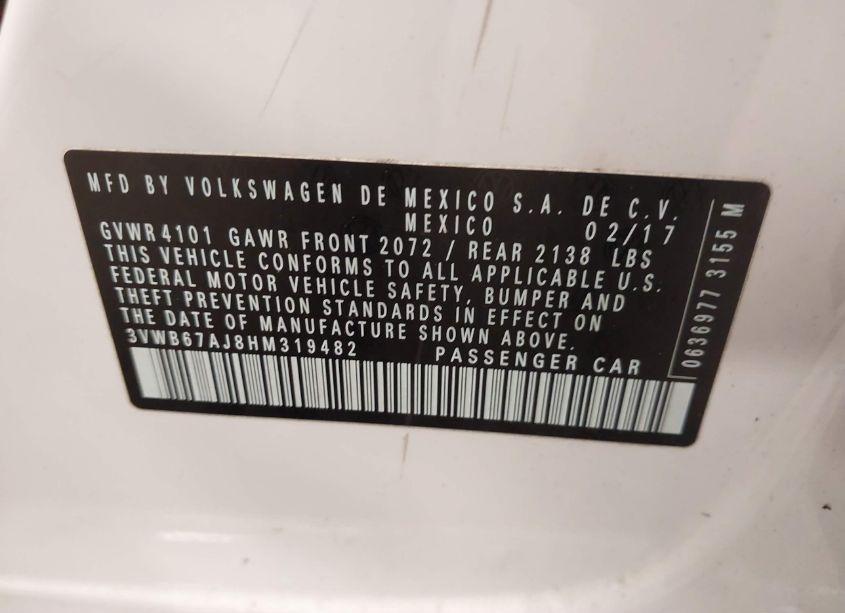 MFD BY VOLKSWAGEN DE MEXICO S.A. DE C.V.
MEXICO 02/17
GVWR 4101 GAWR FRONT 2072 / REAR 2138 LBS
THIS VEHICLE CONFORMS TO ALL APPLICABLE U.S.
FEDERAL MOTOR VEHICLE SAFETY, BUMPER AND
THEFT PREVENTION STANDARDS IN EFFECT ON
THE DATE OF MANUFACTURE SHOWN ABOVE.
3VWB67AJ8HM319482 PASSENGER CAR
0636977 3155 M